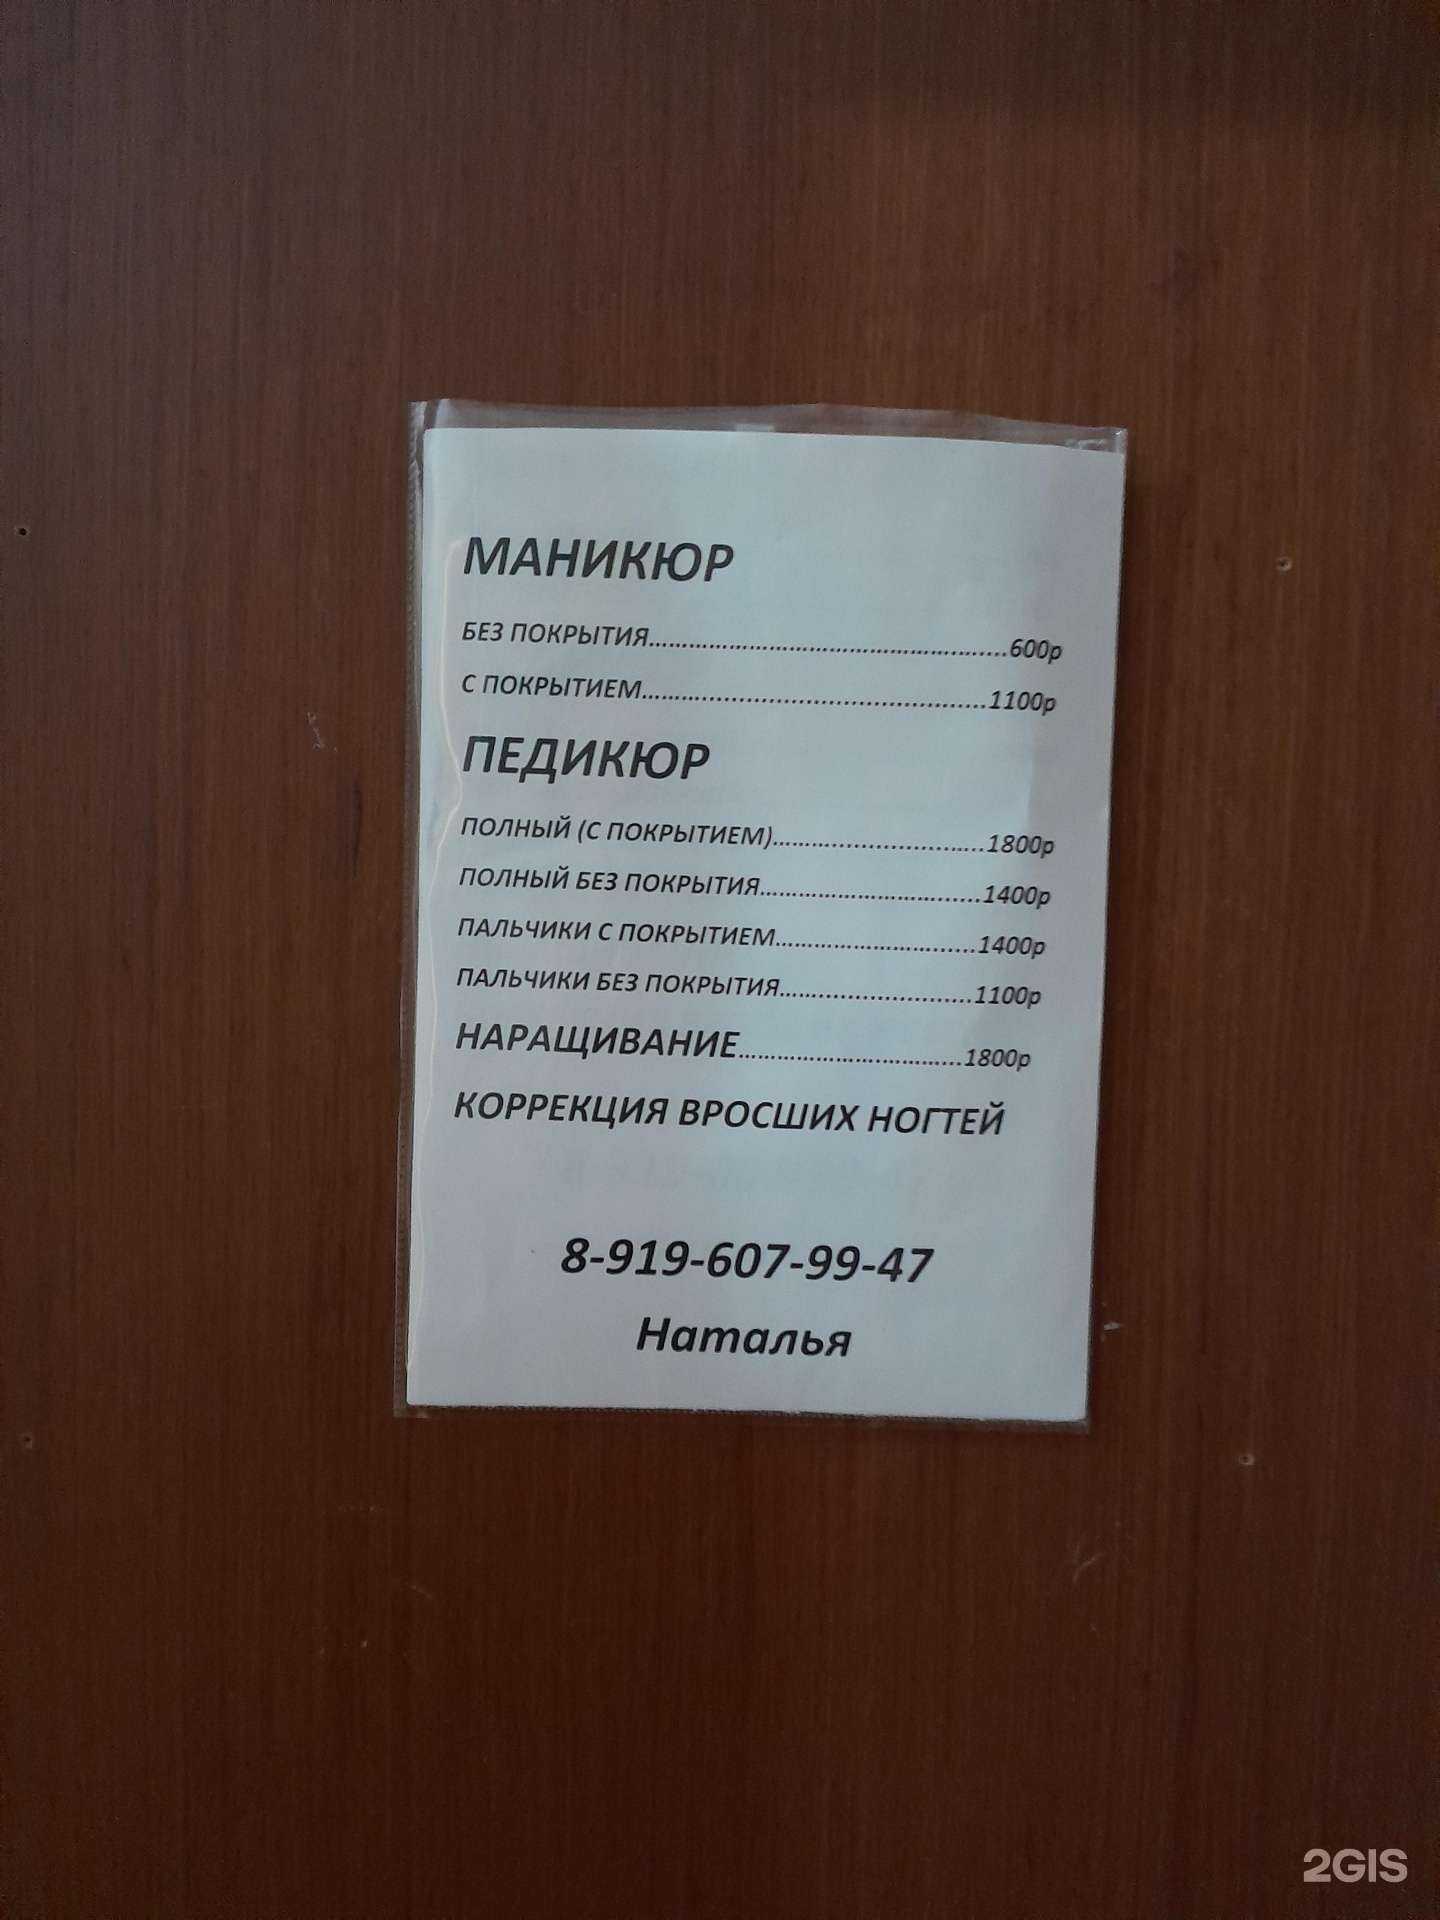 МАНИКЮР
БЕЗ ПОКРЫТИЯ.......................................................600р
С ПОКРЫТИЕМ.....................................................1100р
ПЕДИКЮР
ПОЛНЫЙ (С ПОКРЫТИЕМ)................................1800р
ПОЛНЫЙ БЕЗ ПОКРЫТИЯ..................................1400р
ПАЛЬЧИКИ С ПОКРЫТИЕМ...............................1400р
ПАЛЬЧИКИ БЕЗ ПОКРЫТИЯ..............................1100р
НАРАЩИВАНИЕ...................................1800р
КОРРЕКЦИЯ ВРОСШИХ НОГТЕЙ
8-919-607-99-47
Наталья
2GIS